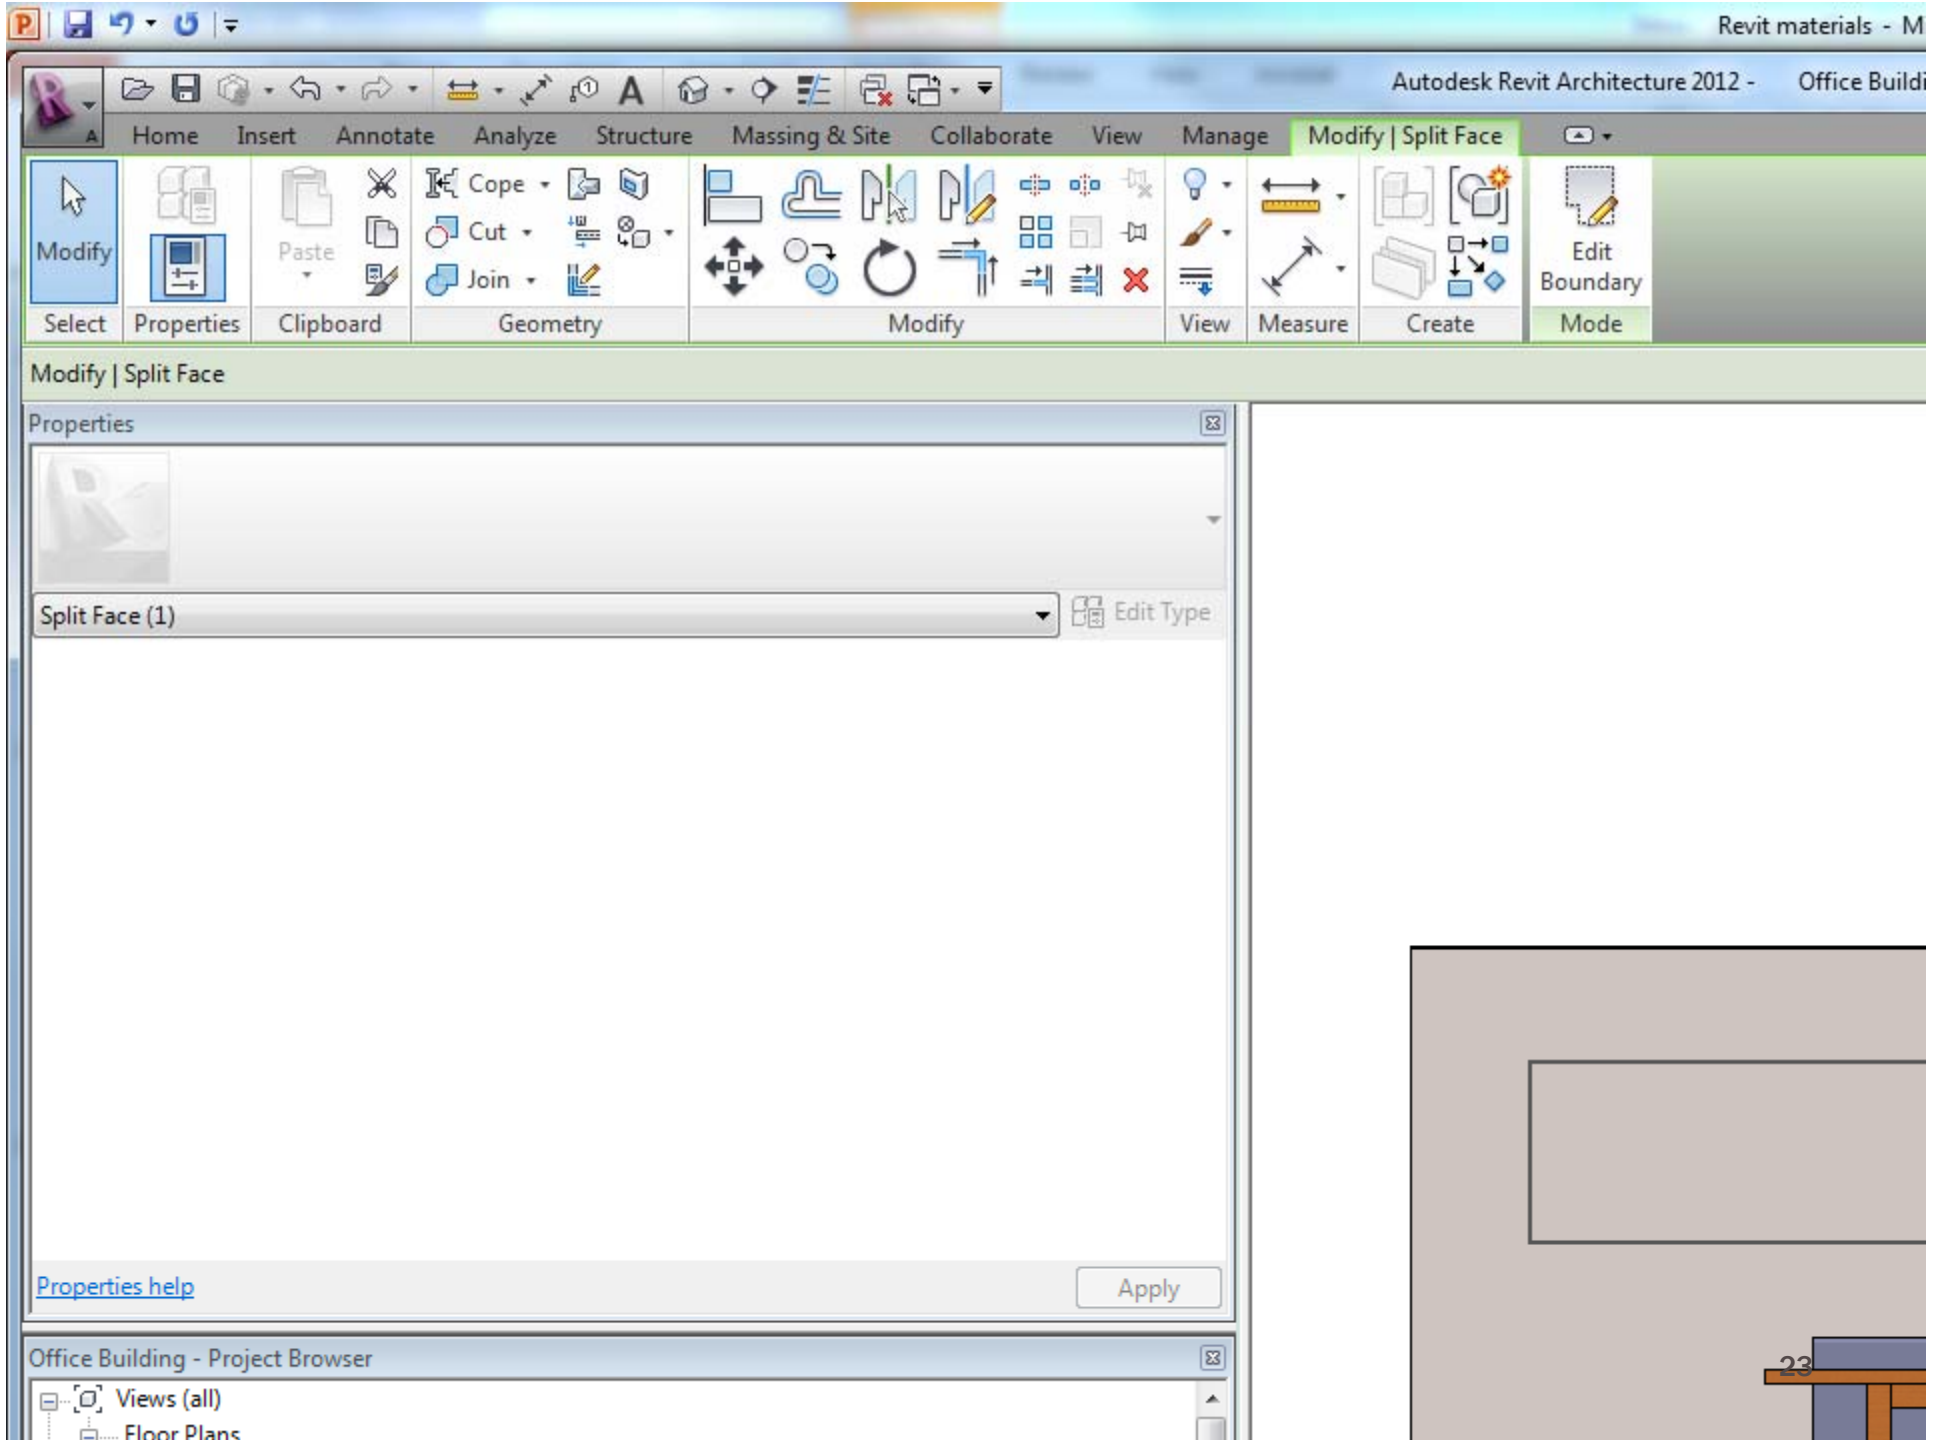 Revit materials - M
Autodesk Revit Architecture 2012 - Office Buildi
Home Insert Annotate Analyze Structure Massing & Site Collaborate View Manage Modify | Split Face
Cope
Cut
Join
Modify
Paste
Edit
Boundary
Select Properties Clipboard Geometry Modify View Measure Create Mode
Modify | Split Face
Properties
Split Face (1)
Edit Type
Properties help
Apply
Office Building - Project Browser
Views (all)
Floor Plans
23